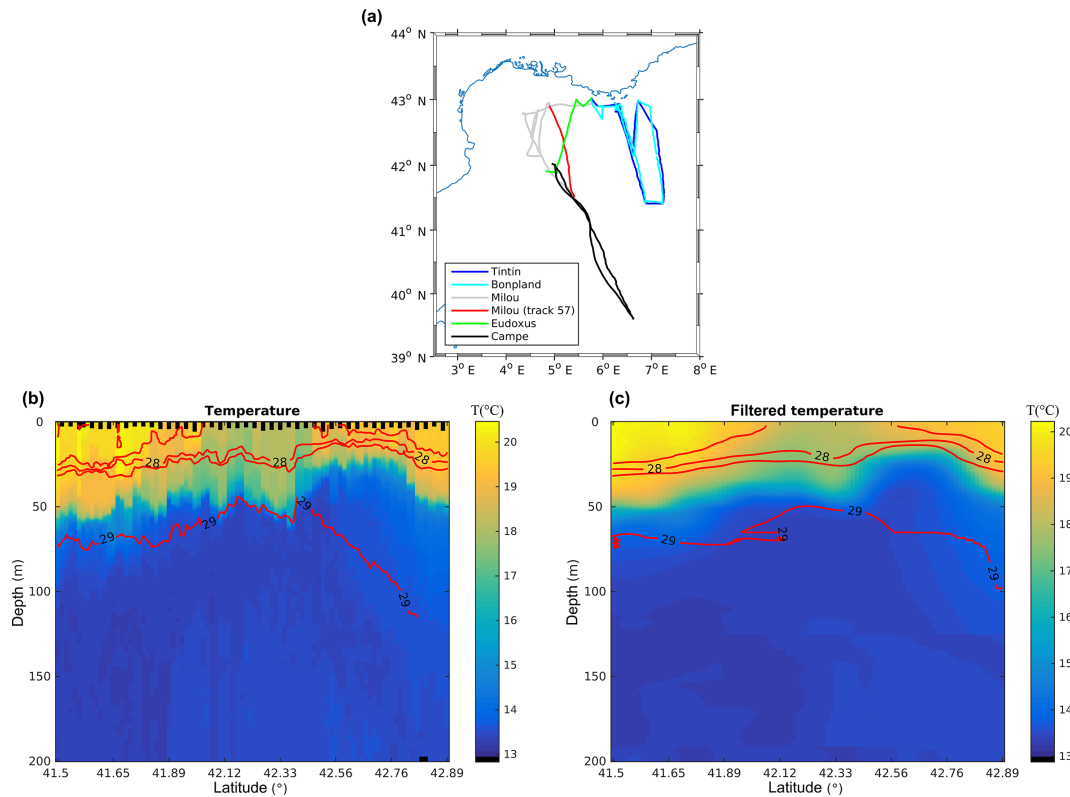 (a)
44° N
43° N
42° N
41° N
40° N
39° N
3° E 4° E 5° E 6° E 7° E 8° E
Tintin
Bonpland
Milou
Milou (track 57)
Eudoxus
Campe
(b)
Temperature
T(°C)
0
50
100
150
200
Depth (m)
28
28
28
29
29
29
29
41.5 41.65 41.89 42.12 42.33 42.56 42.76 42.89
Latitude (°)
20
19
18
17
16
15
14
13
(c)
Filtered temperature
T(°C)
0
50
100
150
200
Depth (m)
28
28
28
29
29
29
29
41.5 41.65 41.89 42.12 42.33 42.56 42.76 42.89
Latitude (°)
20
19
18
17
16
15
14
13